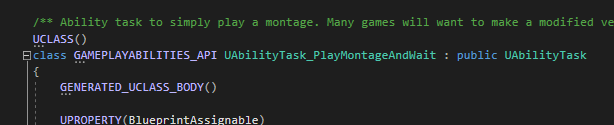 /** Ability task to simply play a montage. Many games will want to make a modified ve
UCLASS()
class GAMEPLAYABILITIES_API UAbilityTask_PlayMontageAndWait : public UAbilityTask
{
GENERATED_UCLASS_BODY()
UPROPERTY(BlueprintAssignable)